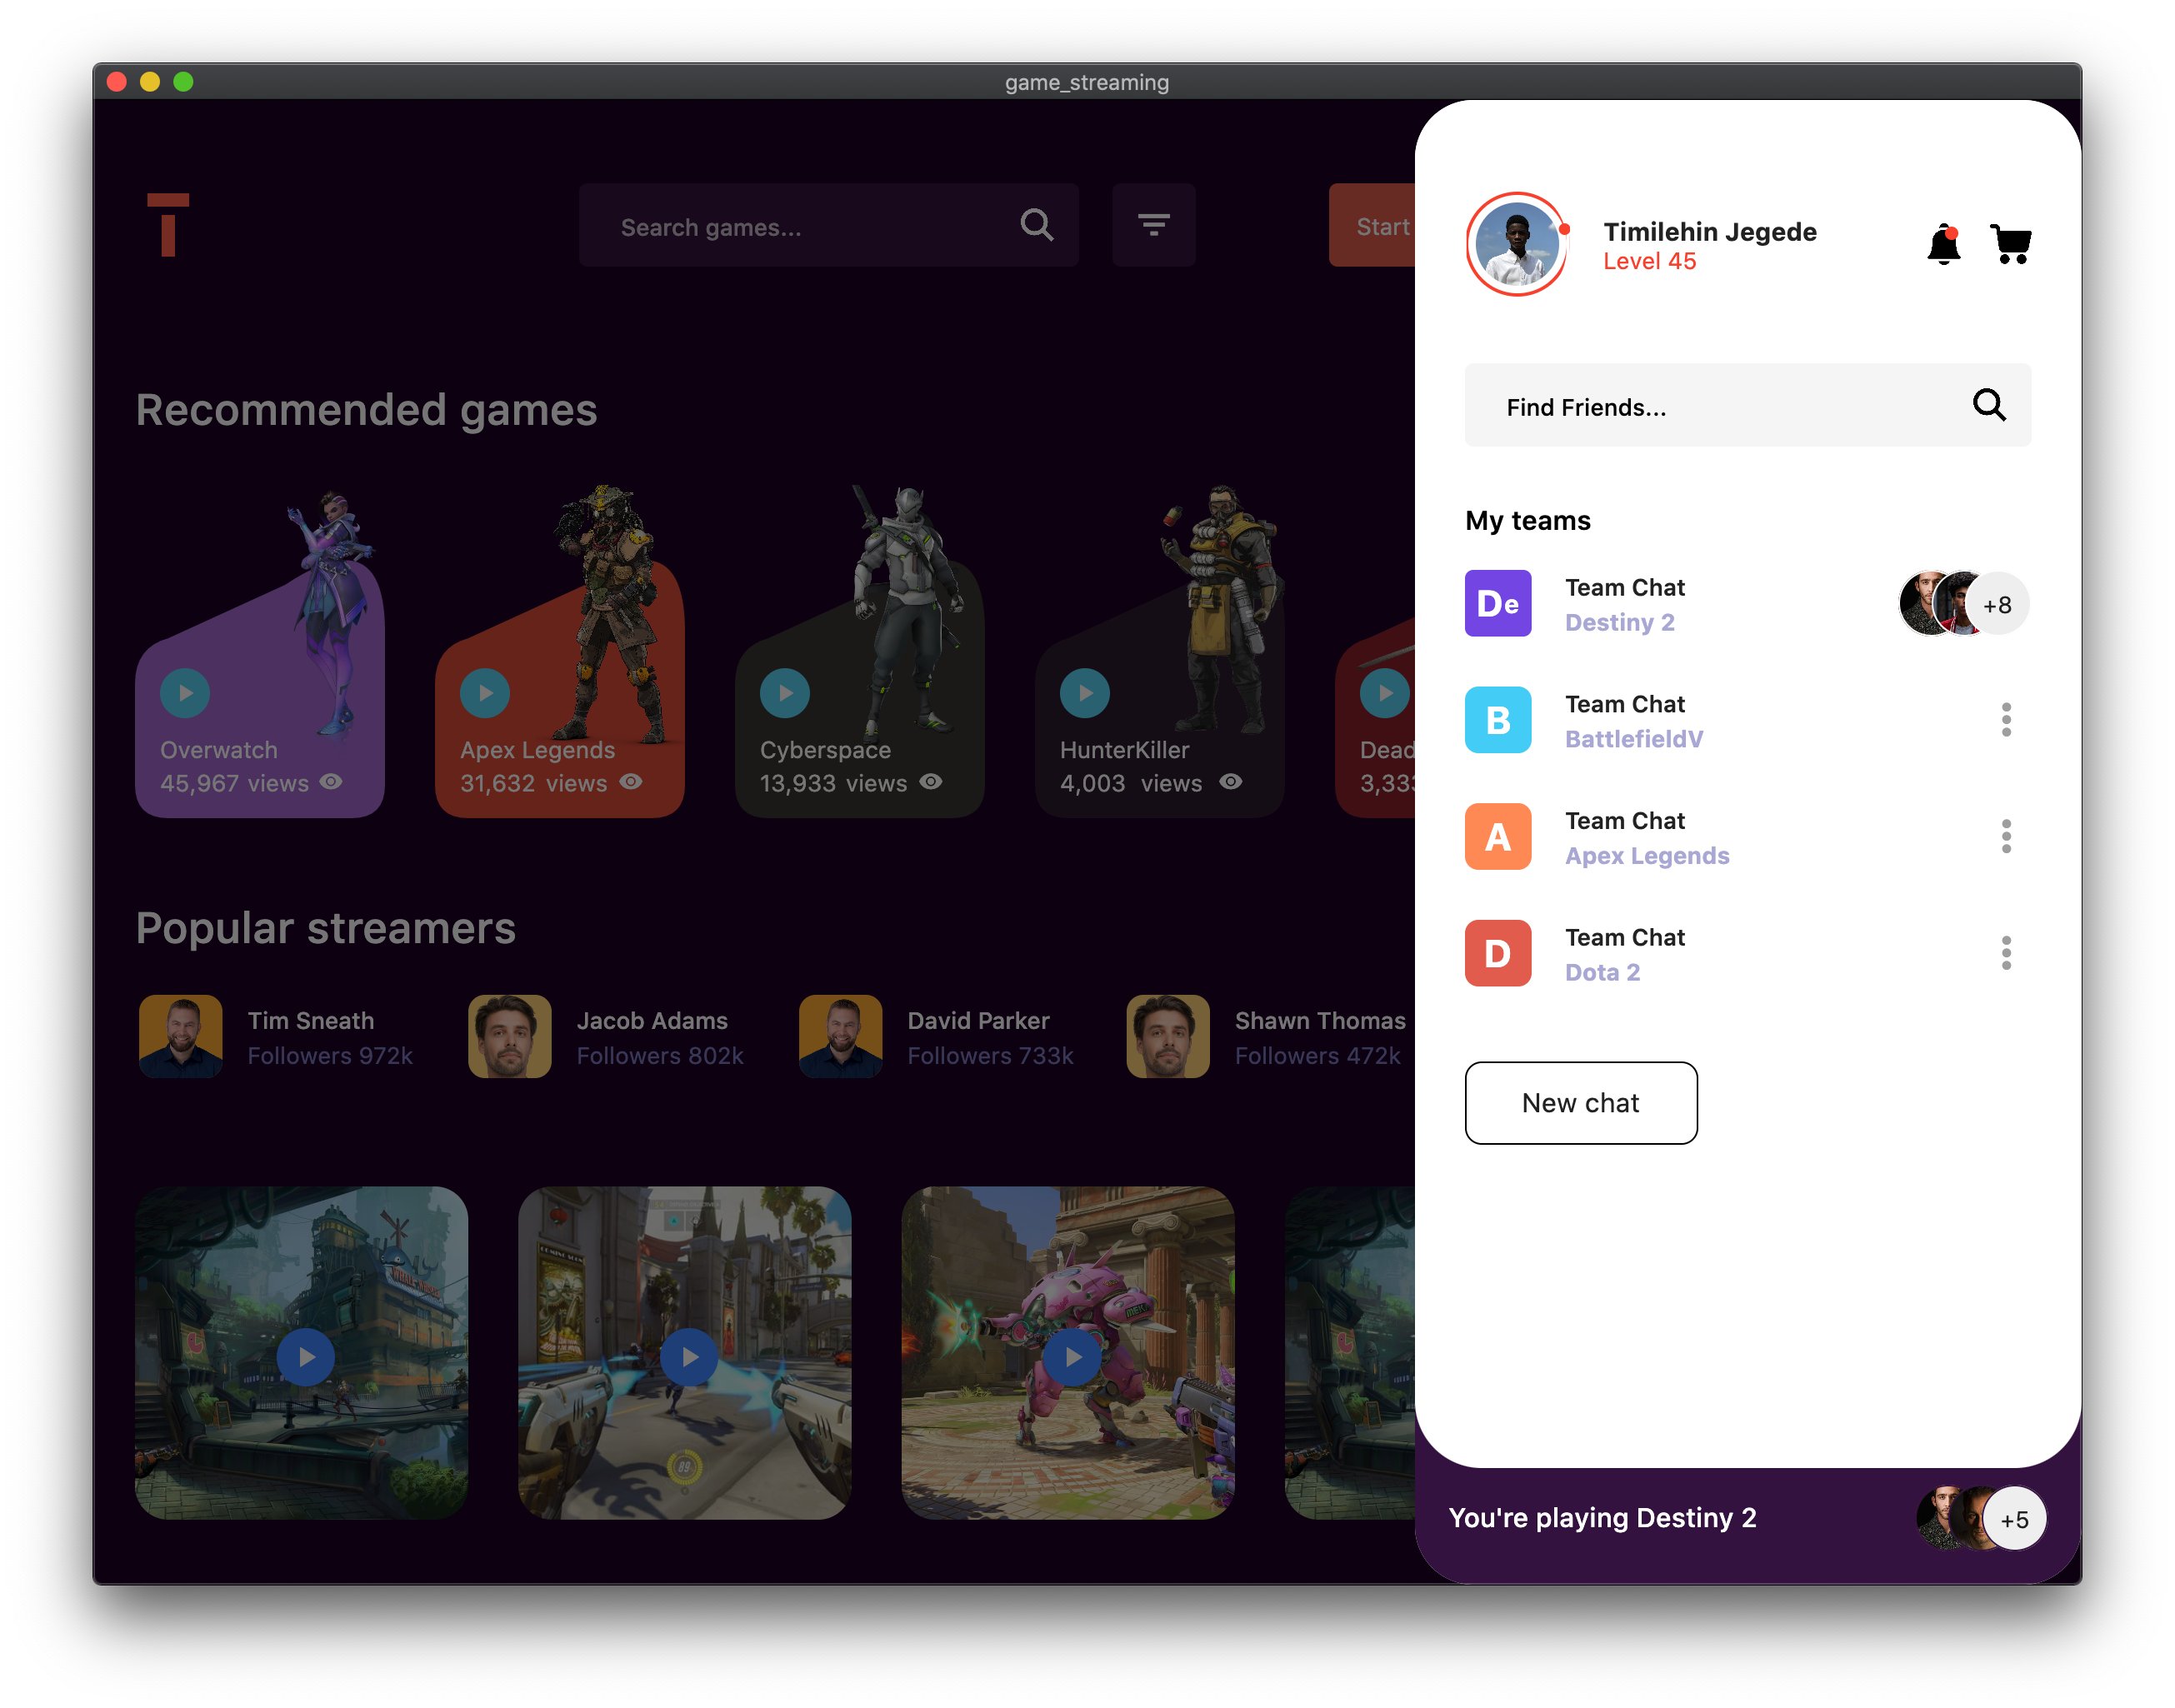 game_streaming
T
Search games...
Start
Recommended games
Overwatch
45,967 views
Apex Legends
31,632 views
Cyberspace
13,933 views
HunterKiller
4,003 views
Dead
3,333
Popular streamers
Tim Sneath
Followers 972k
Jacob Adams
Followers 802k
David Parker
Followers 733k
Shawn Thomas
Followers 472k
89
Timilehin Jegede
Level 45
Find Friends...
My teams
De
Team Chat
Destiny 2
+8
B
Team Chat
BattlefieldV
A
Team Chat
Apex Legends
D
Team Chat
Dota 2
New chat
You're playing Destiny 2
+5